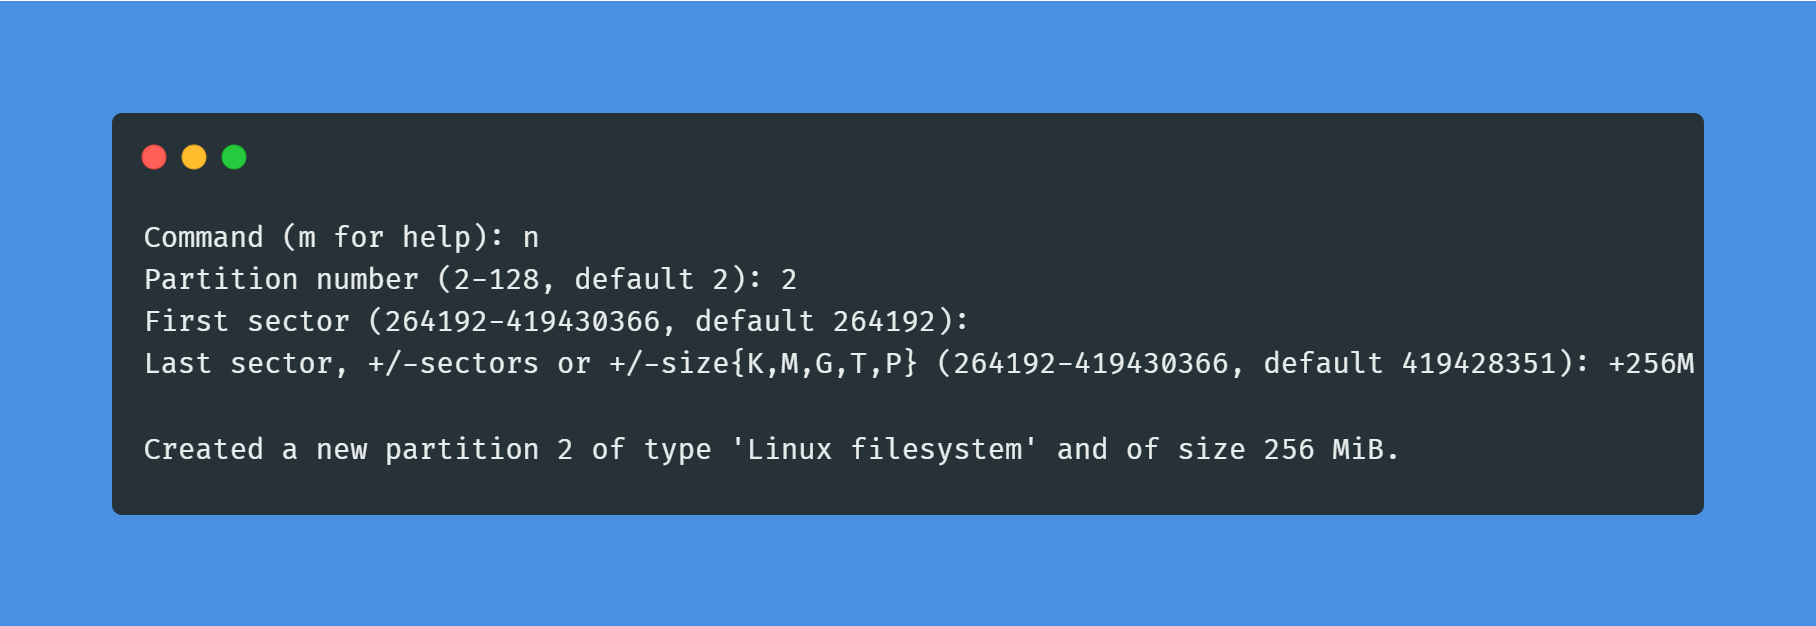 Command (m for help): n
Partition number (2-128, default 2): 2
First sector (264192-419430366, default 264192):
Last sector, +/-sectors or +/-size{K,M,G,T,P} (264192-419430366, default 419428351): +256M
Created a new partition 2 of type 'Linux filesystem' and of size 256 MiB.